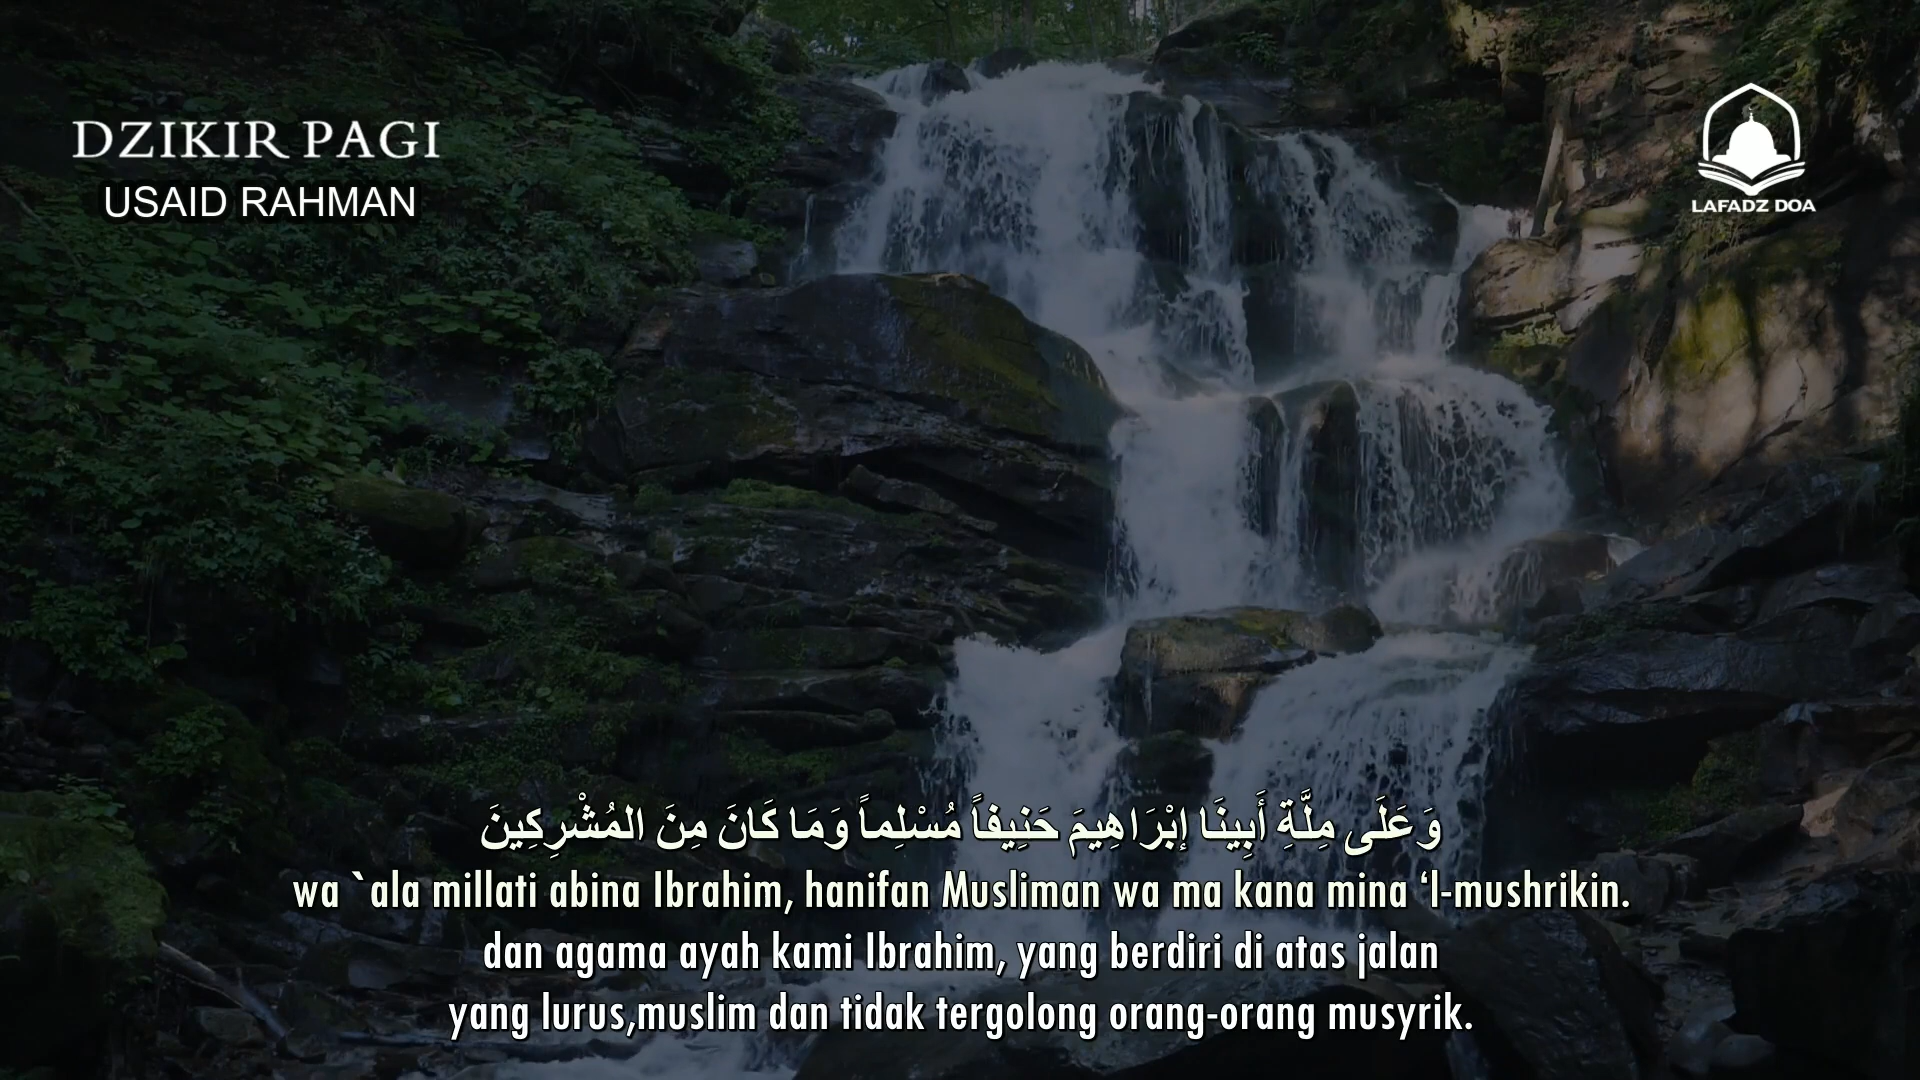 DZIKIR PAGI
USAID RAHMAN
LAFADZ DOA
وَعَلَى مِلَّةِ أَبِينَا إِبْرَاهِيمَ حَنِيفاً مُسْلِماً وَمَا كَانَ مِنَ المُشْرِكِينَ
wa `ala millati abina Ibrahim, hanifan Musliman wa ma kana mina ‘l-mushrikin.
dan agama ayah kami Ibrahim, yang berdiri di atas jalan
yang lurus,muslim dan tidak tergolong orang-orang musyrik.